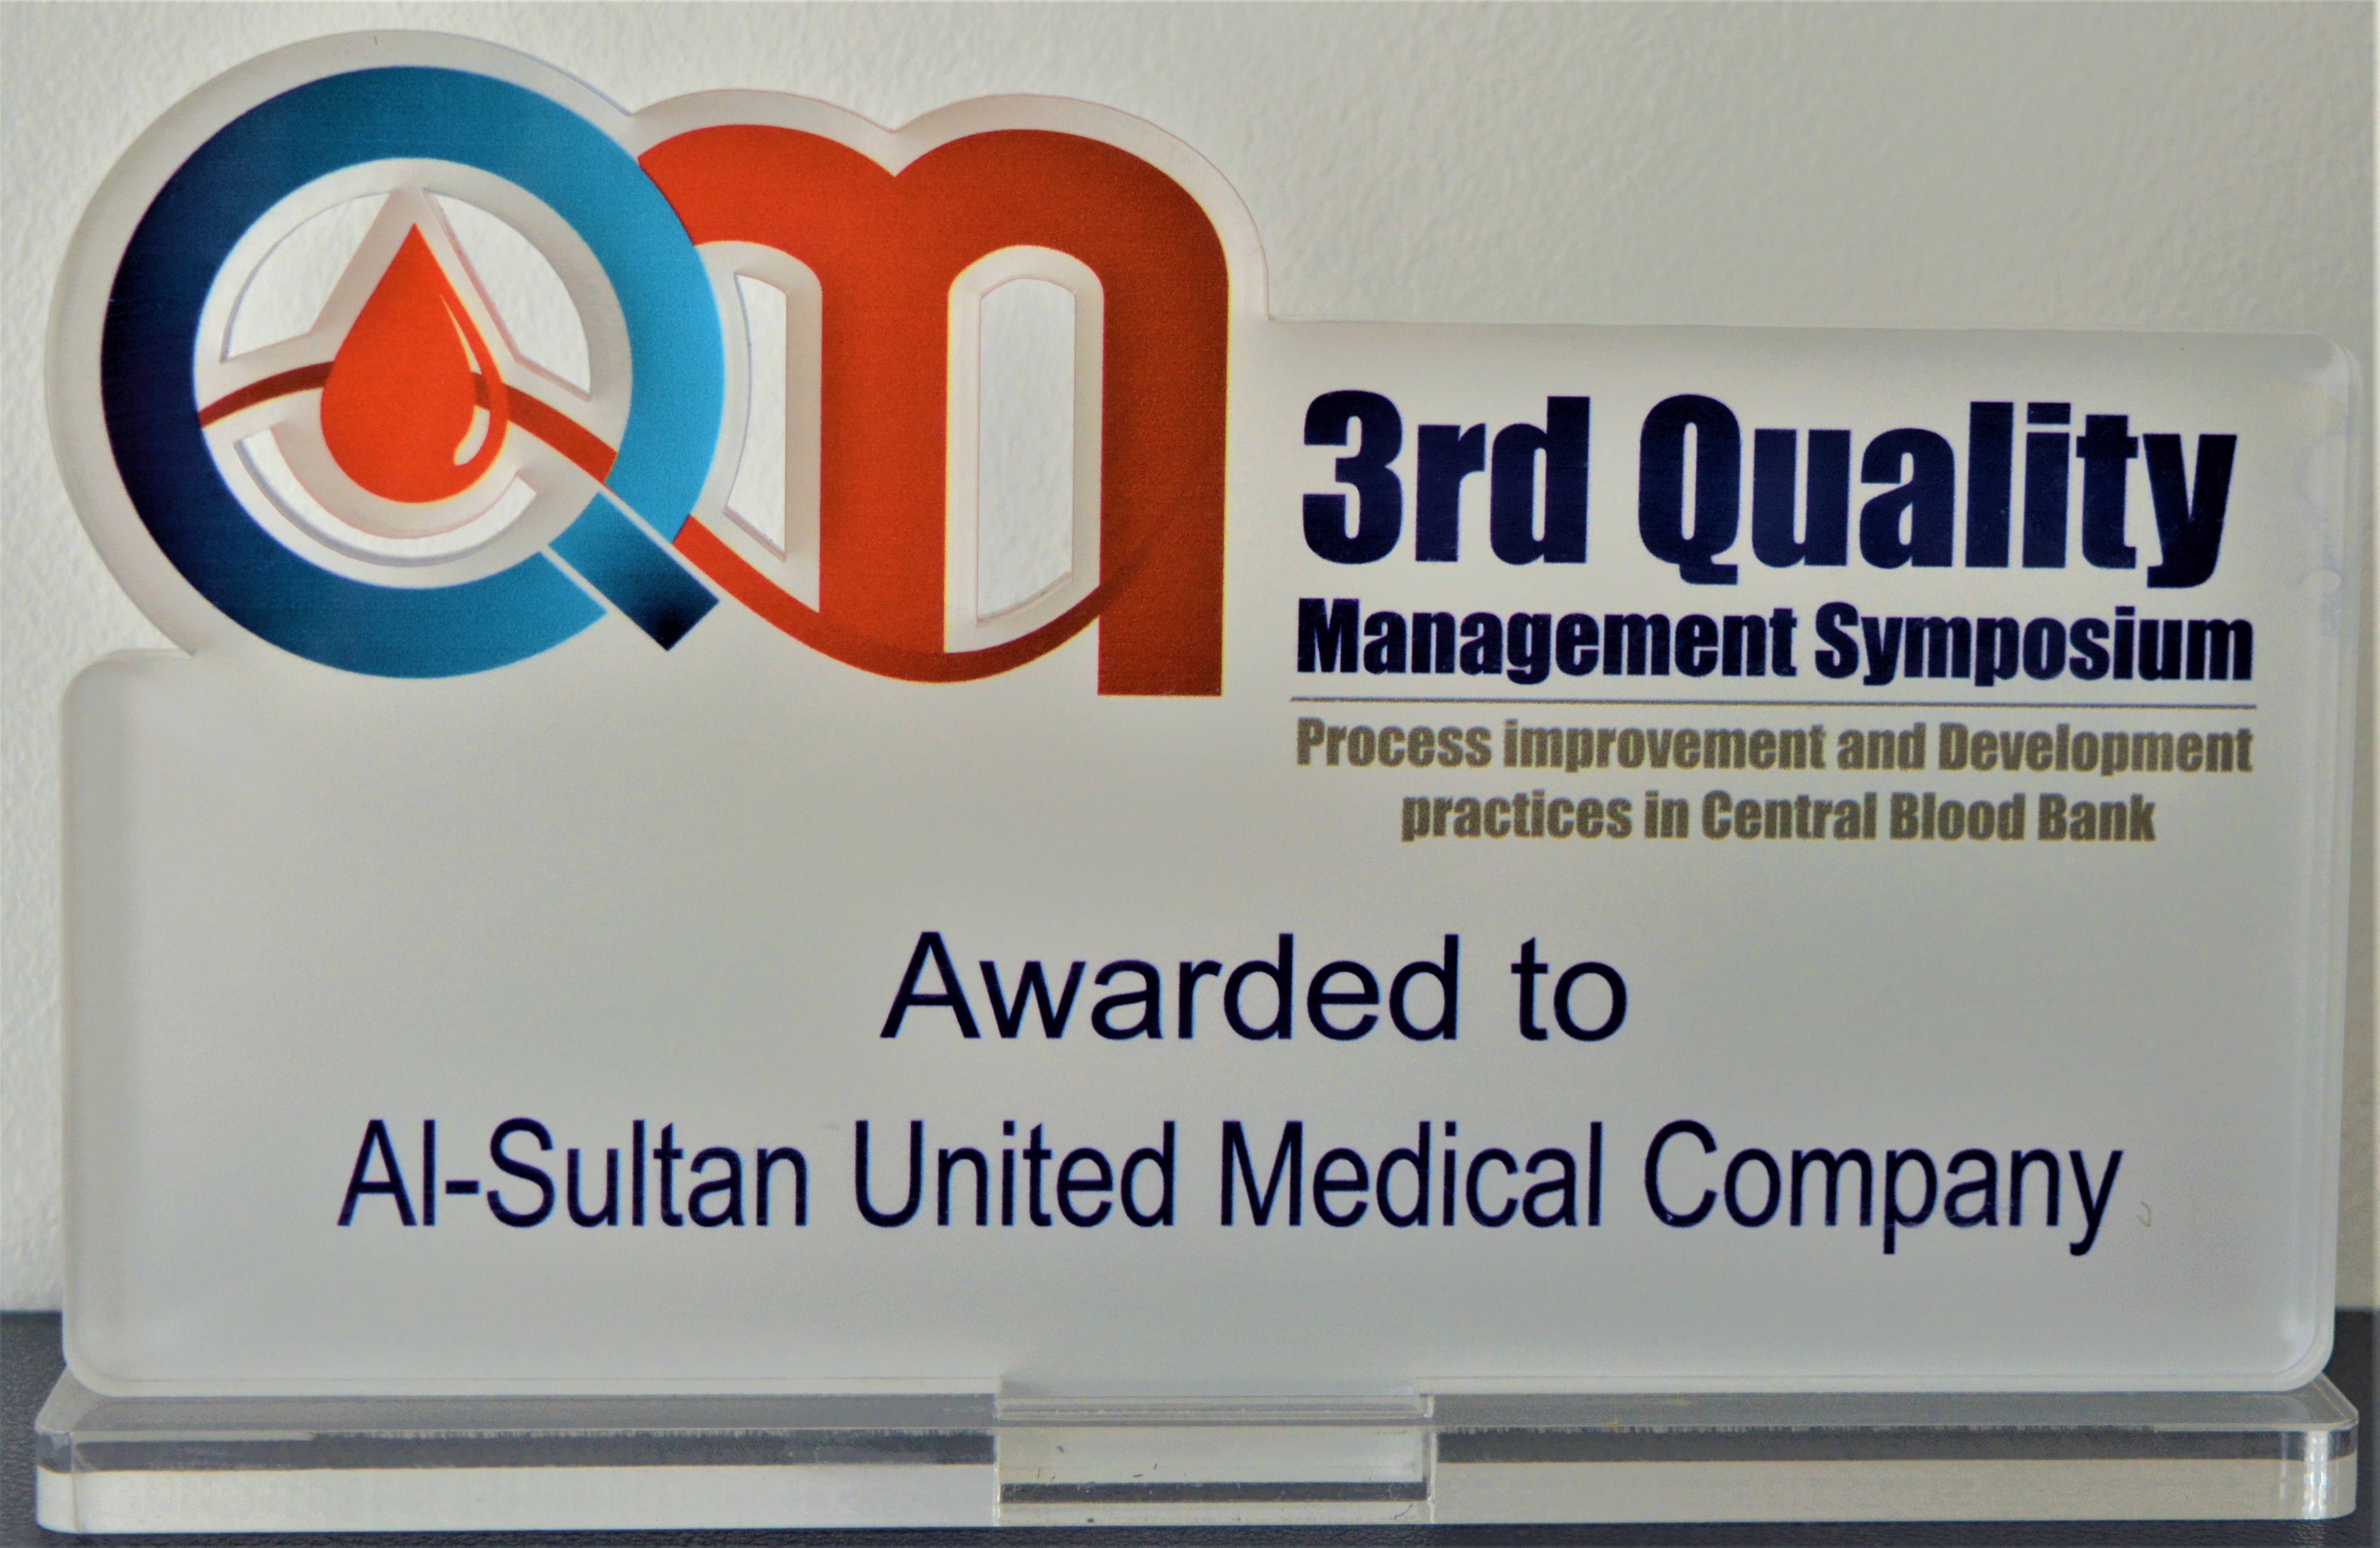 Qm
3rd Quality
Management Symposium
Process improvement and Development
practices in Central Blood Bank
Awarded to
Al-Sultan United Medical Company